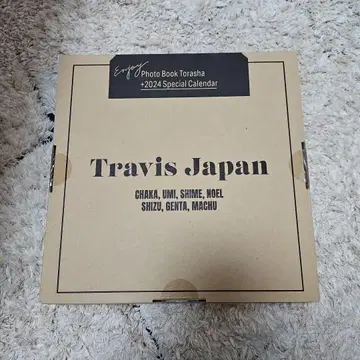 Enjoy
Photo Book Torasha
+2024 Special Calendar
Travis Japan
CHAKA, UMI, SHIME, NOEL
SHIZU, GENTA, MACHU